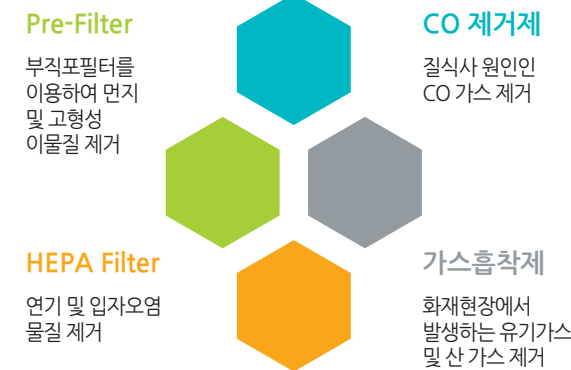 Pre-Filter
부직포필터를
이용하여 먼지
및 고형성
이물질 제거
CO 제거제
질식사 원인인
CO 가스 제거
HEPA Filter
연기 및 입자오염
물질 제거
가스흡착제
화재현장에서
발생하는 유기가스
및 산 가스 제거